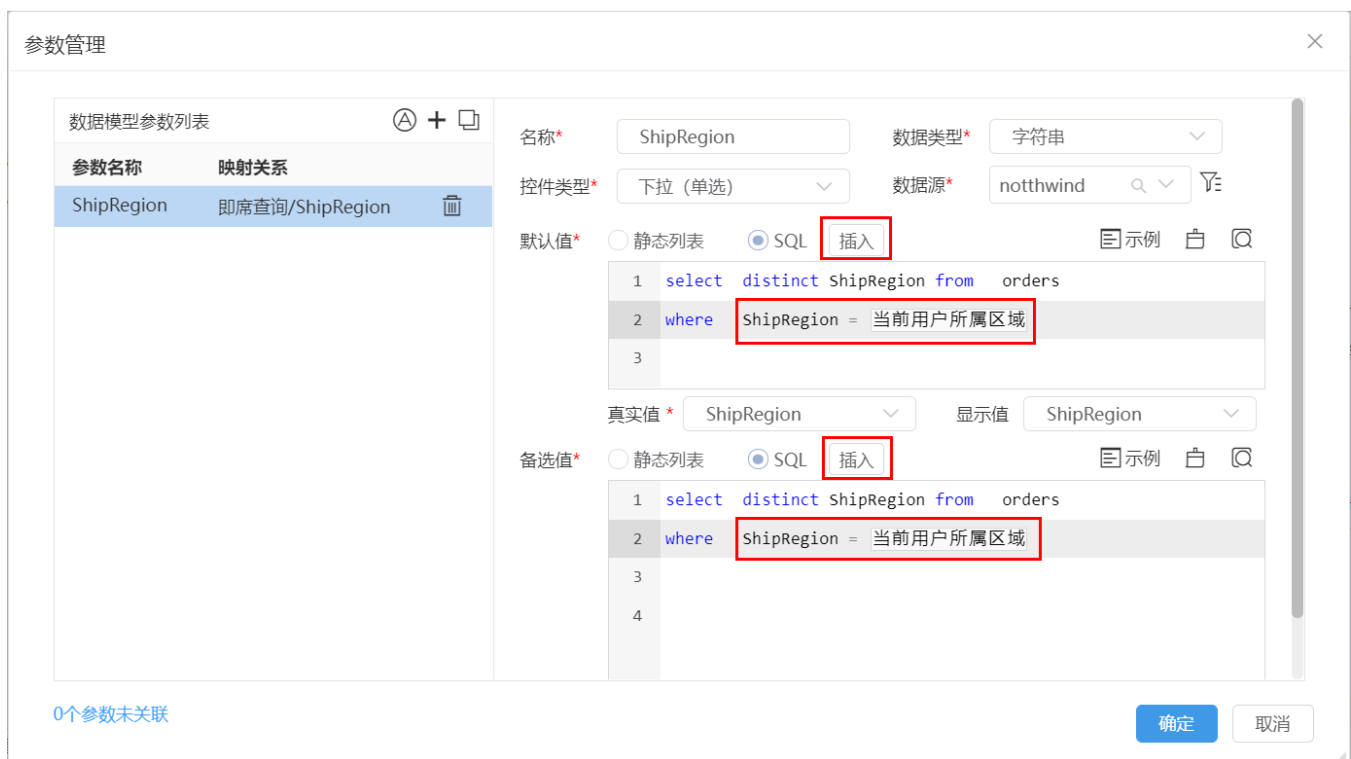 参数管理
数据模型参数列表
参数名称 映射关系
ShipRegion 即席查询/ShipRegion
名称* ShipRegion 数据类型* 字符串
控件类型* 下拉（单选） 数据源* notthwind
默认值* 静态列表 SQL 插入 示例
1 select distinct ShipRegion from orders
2 where ShipRegion = 当前用户所属区域
3
真实值 * ShipRegion 显示值 ShipRegion
备选值* 静态列表 SQL 插入 示例
1 select distinct ShipRegion from orders
2 where ShipRegion = 当前用户所属区域
3
4
0个参数未关联
确定 取消